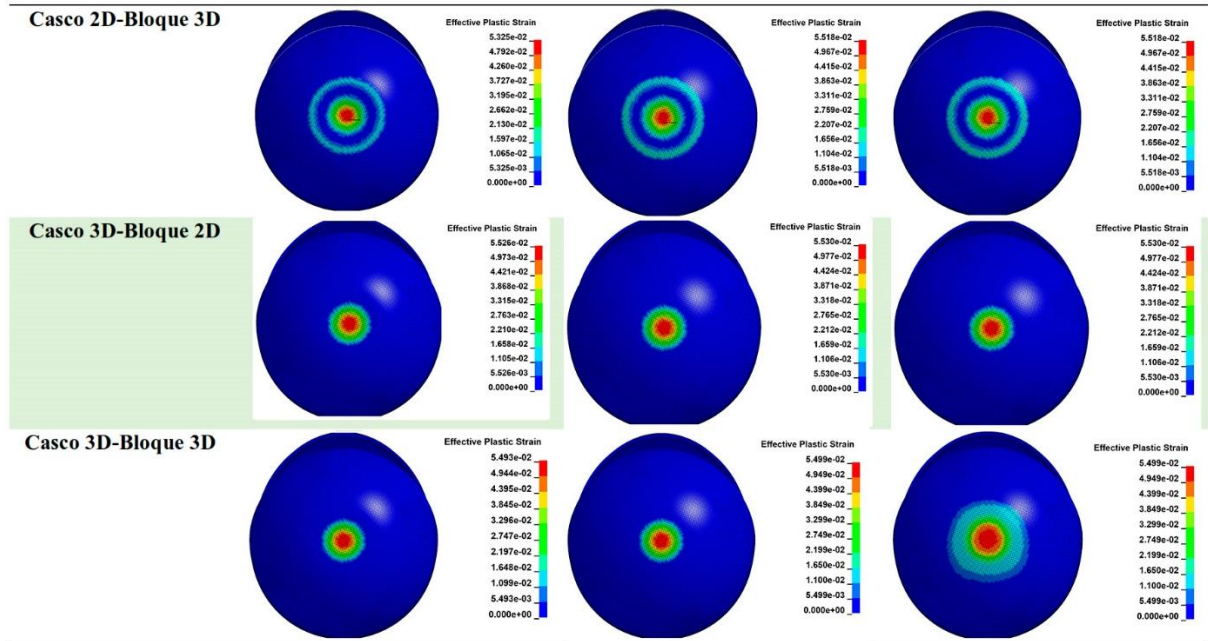 Casco 2D-Bloque 3D
Effective Plastic Strain
5.325e-02
4.792e-02
4.260e-02
3.727e-02
3.195e-02
2.662e-02
2.130e-02
1.597e-02
1.065e-02
5.325e-03
0.000e+00
Effective Plastic Strain
5.518e-02
4.967e-02
4.415e-02
3.863e-02
3.311e-02
2.759e-02
2.207e-02
1.656e-02
1.104e-02
5.518e-03
0.000e+00
Effective Plastic Strain
5.518e-02
4.967e-02
4.415e-02
3.863e-02
3.311e-02
2.759e-02
2.207e-02
1.656e-02
1.104e-02
5.518e-03
0.000e+00
Casco 3D-Bloque 2D
Effective Plastic Strain
5.526e-02
4.973e-02
4.421e-02
3.868e-02
3.315e-02
2.763e-02
2.210e-02
1.658e-02
1.105e-02
5.526e-03
0.000e+00
Effective Plastic Strain
5.530e-02
4.977e-02
4.424e-02
3.871e-02
3.318e-02
2.765e-02
2.212e-02
1.659e-02
1.106e-02
5.530e-03
0.000e+00
Effective Plastic Strain
5.530e-02
4.977e-02
4.424e-02
3.871e-02
3.318e-02
2.765e-02
2.212e-02
1.659e-02
1.106e-02
5.530e-03
0.000e+00
Casco 3D-Bloque 3D
Effective Plastic Strain
5.493e-02
4.944e-02
4.395e-02
3.845e-02
3.296e-02
2.747e-02
2.197e-02
1.648e-02
1.099e-02
5.493e-03
0.000e+00
Effective Plastic Strain
5.499e-02
4.949e-02
4.399e-02
3.849e-02
3.299e-02
2.749e-02
2.199e-02
1.650e-02
1.100e-02
5.499e-03
0.000e+00
Effective Plastic Strain
5.499e-02
4.949e-02
4.399e-02
3.849e-02
3.299e-02
2.749e-02
2.199e-02
1.650e-02
1.100e-02
5.499e-03
0.000e+00